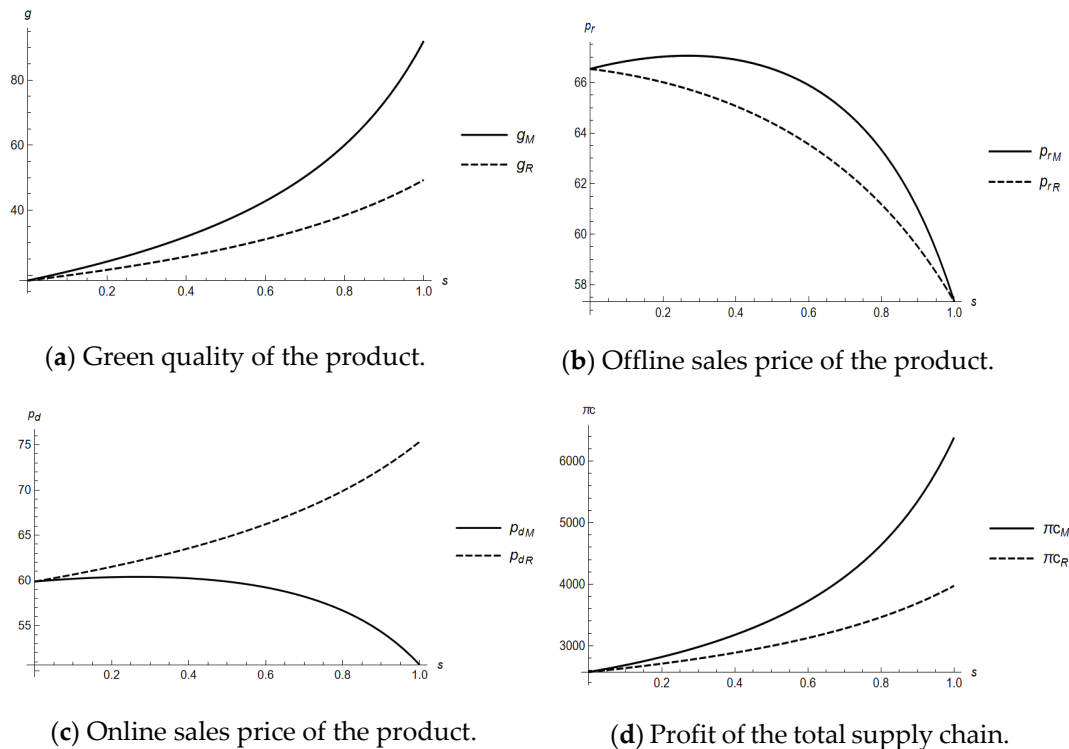 g
80
60
40
0.2 0.4 0.6 0.8 1.0 s
g_M
g_R
(a) Green quality of the product.
p_r
66
64
62
60
58
0.2 0.4 0.6 0.8 1.0 s
p_rM
p_rR
(b) Offline sales price of the product.
p_d
75
70
65
60
55
0.2 0.4 0.6 0.8 1.0 s
p_dM
p_dR
(c) Online sales price of the product.
πc
6000
5000
4000
3000
0.2 0.4 0.6 0.8 1.0 s
πc_M
πc_R
(d) Profit of the total supply chain.